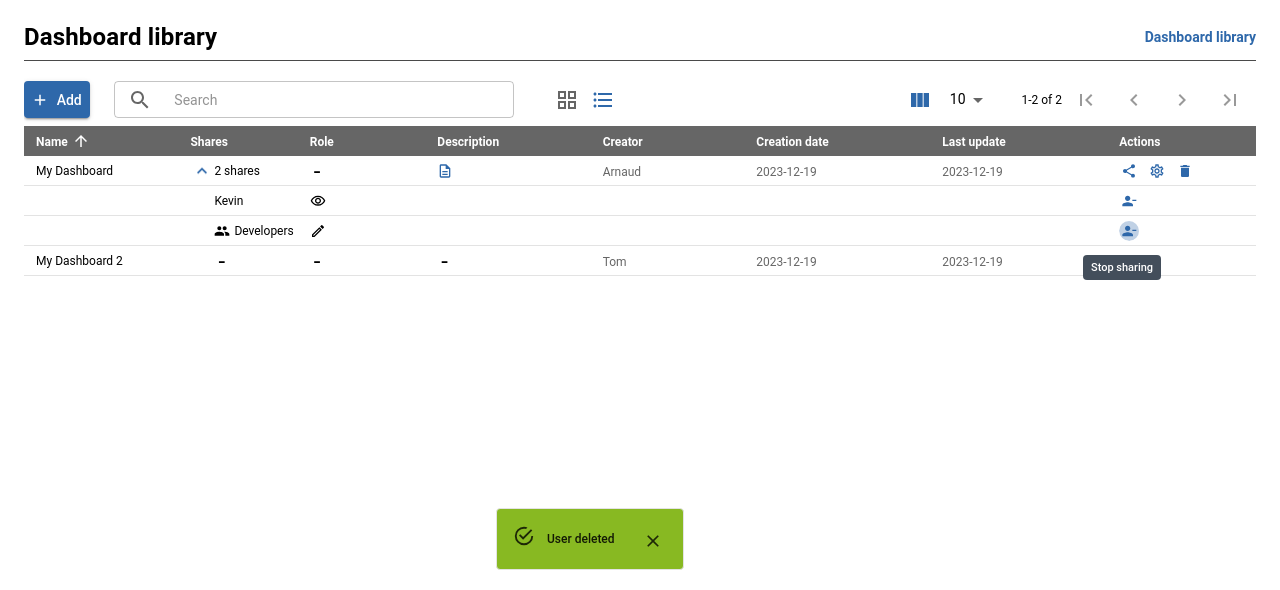 Dashboard library
Dashboard library
Add
Search
10
1-2 of 2
Name Shares Role Description Creator Creation date Last update Actions
My Dashboard 2 shares – Arnaud 2023-12-19 2023-12-19
Kevin
Developers
My Dashboard 2 – – – Tom 2023-12-19 2023-12-19
Stop sharing
User deleted